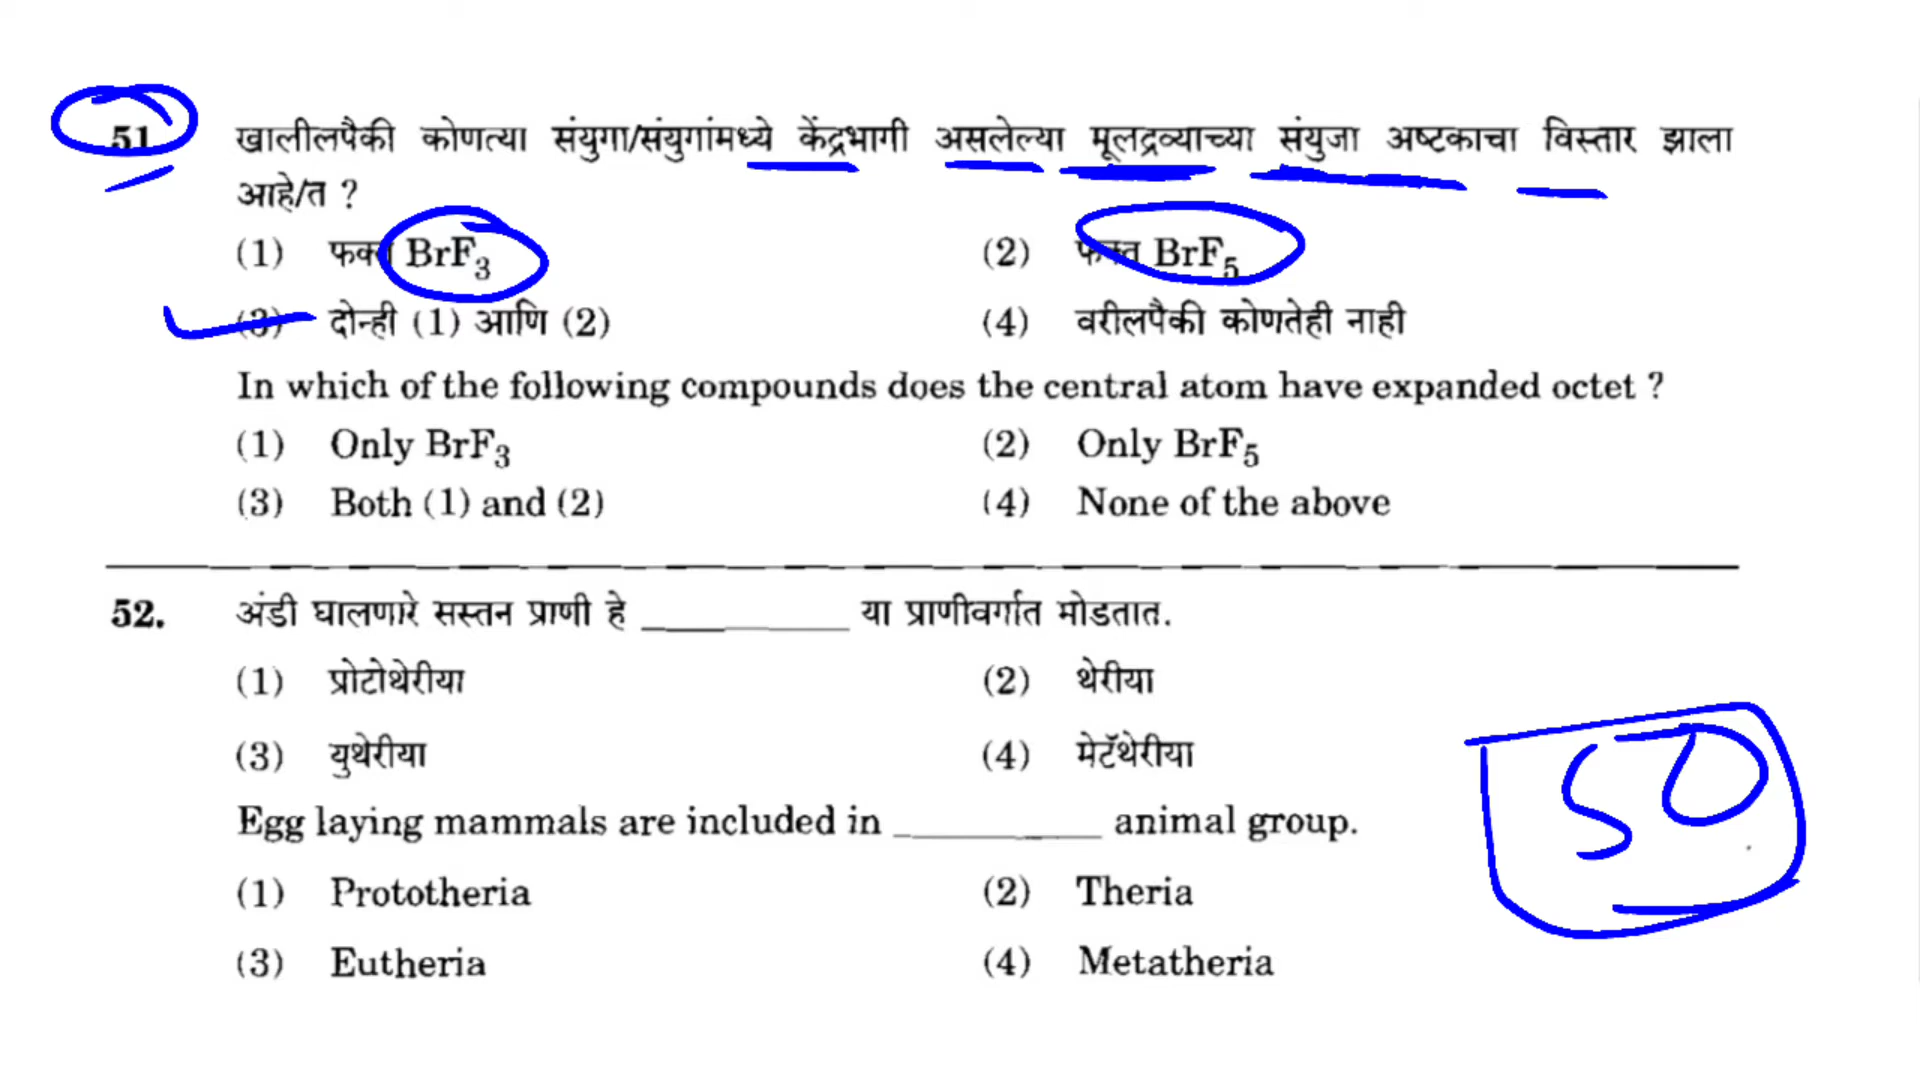 51 खालीलपैकी कोणत्या संयुगा/संयुगांमध्ये केंद्रभागी असलेल्या मूलद्रव्याच्या संयुजा अष्टकाचा विस्तार झाला
आहे/त ?
(1) फक्त BrF₃ (2) फक्त BrF₅
(3) दोन्ही (1) आणि (2) (4) वरीलपैकी कोणतेही नाही
In which of the following compounds does the central atom have expanded octet ?
(1) Only BrF₃ (2) Only BrF₅
(3) Both (1) and (2) (4) None of the above
52. अंडी घालणारे सस्तन प्राणी हे __________ या प्राणीवर्गात मोडतात.
(1) प्रोटोथेरीया (2) थेरीया
(3) युथेरीया (4) मेटॅथेरीया
50
Egg laying mammals are included in __________ animal group.
(1) Prototheria (2) Theria
(3) Eutheria (4) Metatheria